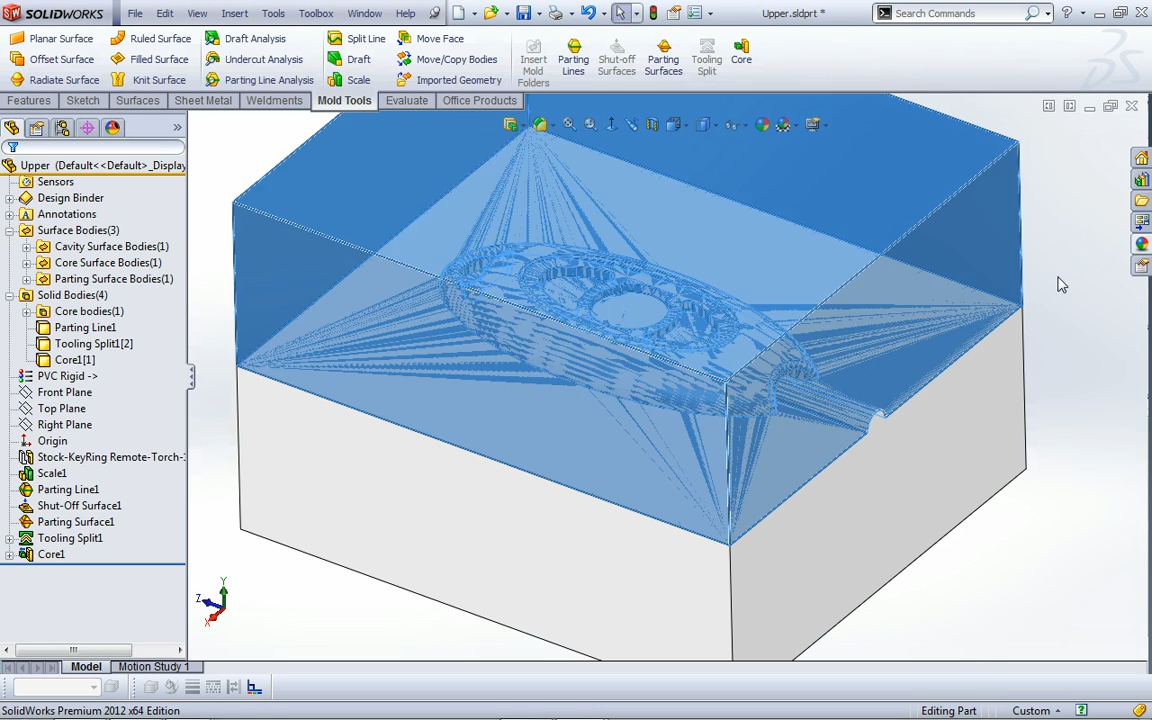 SOLIDWORKS File Edit View Insert Tools Toolbox Window Help Upper.sldprt * Search Commands
Planar Surface Ruled Surface Draft Analysis Split Line Move Face
Offset Surface Filled Surface Undercut Analysis Draft Move/Copy Bodies
Radiate Surface Knit Surface Parting Line Analysis Scale Imported Geometry
Insert Mold Folders
Parting Lines
Shut-off Surfaces
Parting Surfaces
Tooling Split
Core
Features Sketch Surfaces Sheet Metal Weldments Mold Tools Evaluate Office Products
Upper (Default<<Default>_Display
Sensors
Design Binder
Annotations
Surface Bodies(3)
Cavity Surface Bodies(1)
Core Surface Bodies(1)
Parting Surface Bodies(1)
Solid Bodies(4)
Core bodies(1)
Parting Line1
Tooling Split1[2]
Core1[1]
PVC Rigid ->
Front Plane
Top Plane
Right Plane
Origin
Stock-KeyRing Remote-Torch-
Scale1
Parting Line1
Shut-Off Surface1
Parting Surface1
Tooling Split1
Core1
Y
Z
X
Model Motion Study 1
SolidWorks Premium 2012 x64 Edition Editing Part Custom